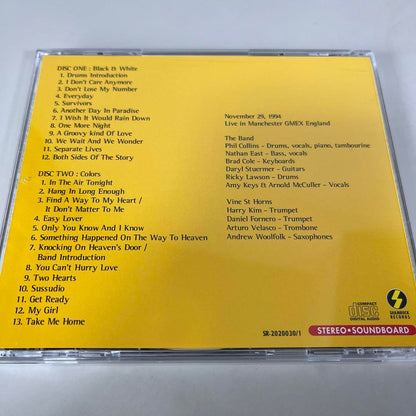 DISC ONE : Black & White
1. Drums Introduction
2. I Don't Care Anymore
3. Don't Lose My Number
4. Everyday
5. Survivors
6. Another Day In Paradise
7. I Wish It Would Rain Down
8. One More Night
9. A Groovy kind Of Love
10. We Wait And We Wonder
11. Separate Lives
12. Both Sides Of The Story
DISC TWO : Colors
1. In The Air Tonight
2. Hang In Long Enough
3. Find A Way To My Heart /
It Don't Matter To Me
4. Easy Lover
5. Only You Know And I Know
6. Something Happened On The Way To Heaven
7. Knocking On Heaven's Door /
Band Introduction
8. You Can't Hurry Love
9. Two Hearts
10. Sussudio
11. Get Ready
12. My Girl
13. Take Me Home
November 29, 1994
Live in Manchester GMEX England
The Band
Phil Collins - Drums, vocals, piano, tambourine
Nathan East - Bass, vocals
Brad Cole - Keyboards
Daryl Stuermer - Guitars
Ricky Lawson - Drums
Amy Keys & Arnold McCuller - Vocals
Vine St Horns
Harry Kim - Trumpet
Daniel Fornero - Trumpet
Arturo Velasco - Trombone
Andrew Woolfolk - Saxophones
COMPACT
disc
DIGITAL AUDIO
SHAMROCK
RECORDS
SR-2020030/1
STEREO•SOUNDBOARD